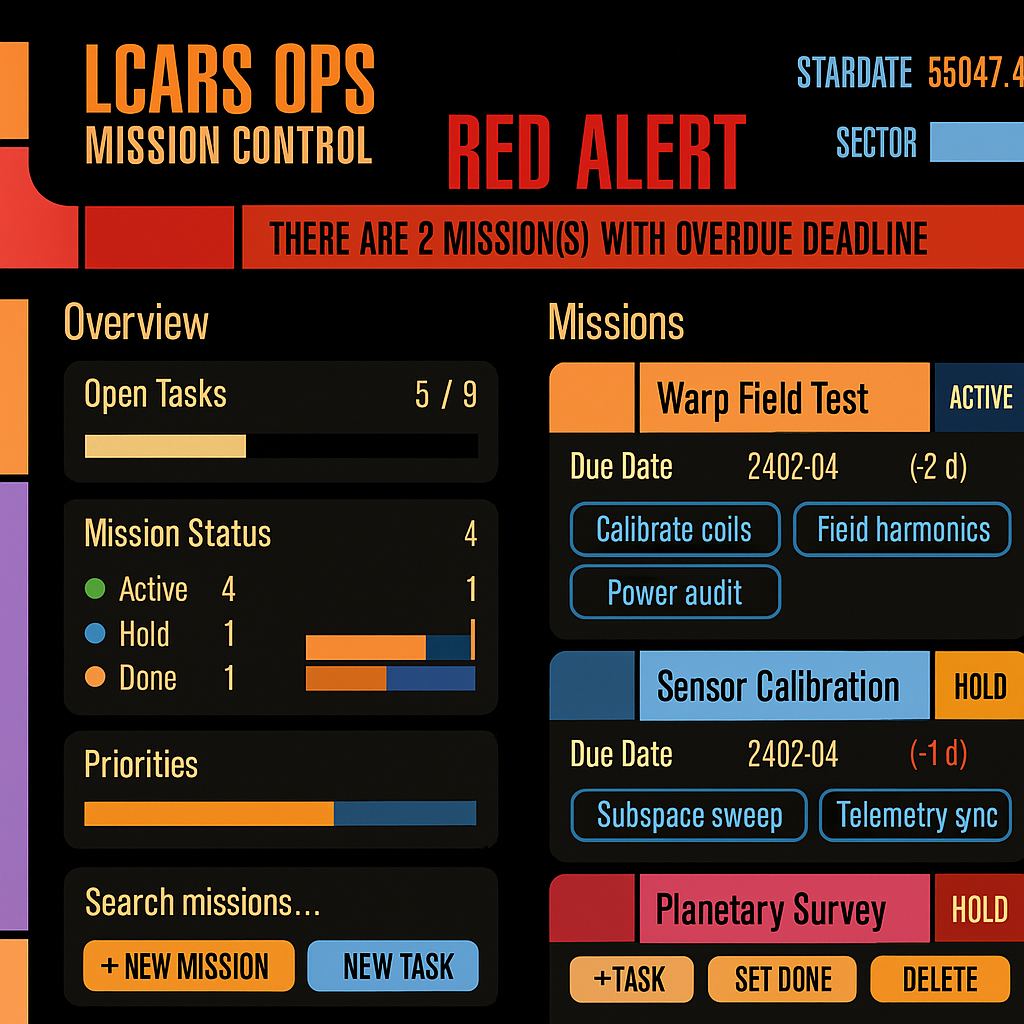 LCARS OPS
MISSION CONTROL
RED ALERT
STARDATE 55047.4
SECTOR
THERE ARE 2 MISSION(S) WITH OVERDUE DEADLINE
Overview
Open Tasks 5 / 9
Mission Status 4
Active 4 1
Hold 1
Done 1
Priorities
Search missions...
+ NEW MISSION NEW TASK
Missions
Warp Field Test ACTIVE
Due Date 2402-04 (-2 d)
Calibrate coils Fieid harmonics
Power audit
Sensor Calibration HOLD
Due Date 2402-04 (-1 d)
Subspace sweep Telemetry sync
Planetary Survey HOLD
+TASK SET DONE DELETE